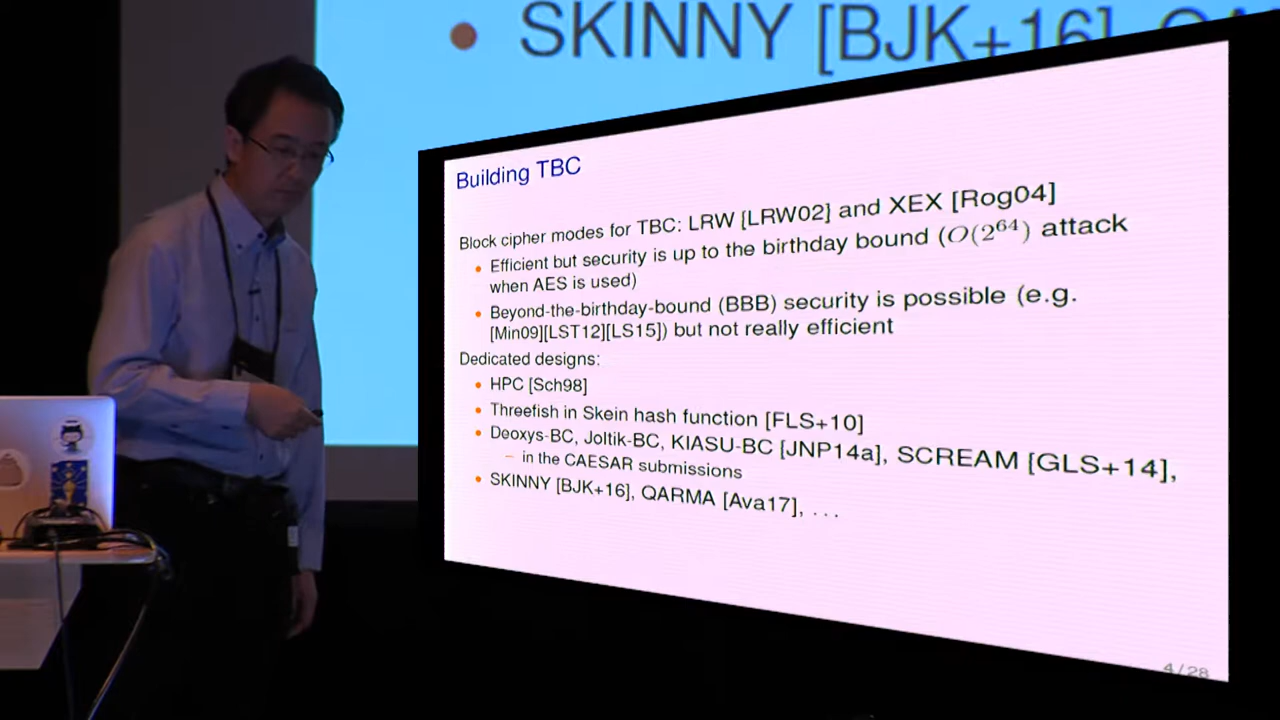 SKINNY [BJK+16],
Building TBC
Block cipher modes for TBC: LRW [LRW02] and XEX [Rog04]
• Efficient but security is up to the birthday bound (O(2^64) attack
when AES is used)
• Beyond-the-birthday-bound (BBB) security is possible (e.g.
[Min09][LST12][LS15]) but not really efficient
Dedicated designs:
• HPC [Sch98]
• Threefish in Skein hash function [FLS+10]
• Deoxys-BC, Joltik-BC, KIASU-BC [JNP14a], SCREAM [GLS+14],
– in the CAESAR submissions
• SKINNY [BJK+16], QARMA [Ava17], . . .
4/28